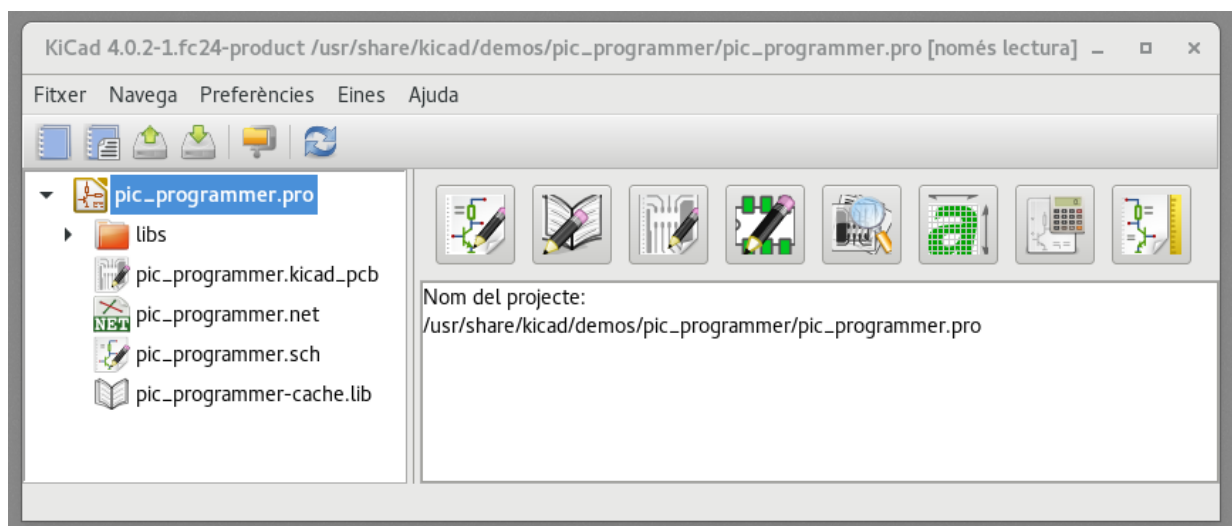 KiCad 4.0.2-1.fc24-product /usr/share/kicad/demos/pic_programmer/pic_programmer.pro [només lectura]
Fitxer Navega Preferències Eines Ajuda
pic_programmer.pro
libs
pic_programmer.kicad_pcb
NET pic_programmer.net
pic_programmer.sch
pic_programmer-cache.lib
a
Nom del projecte:
/usr/share/kicad/demos/pic_programmer/pic_programmer.pro